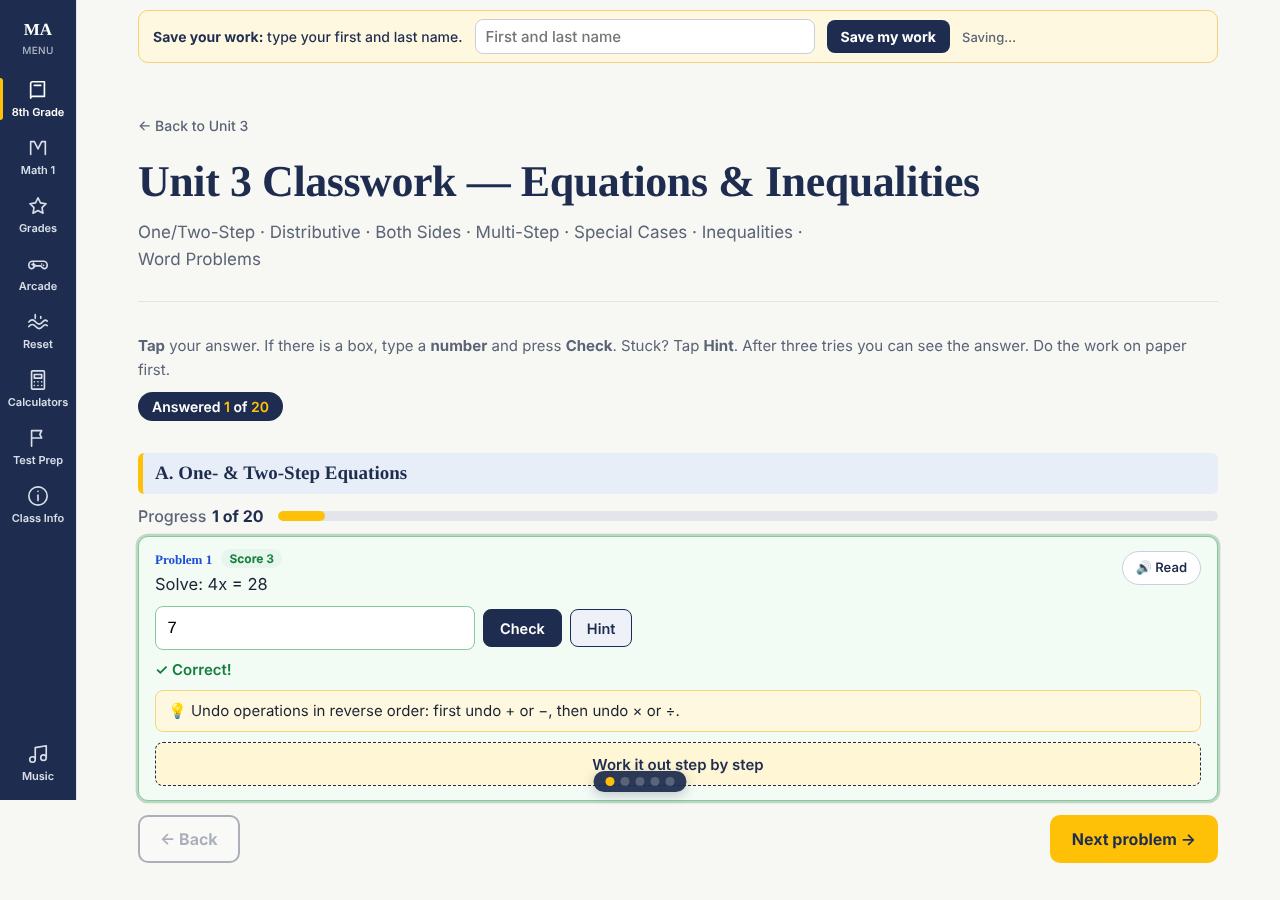 MA
MENU
8th Grade
Math 1
Grades
Arcade
Reset
Calculators
Test Prep
Class Info
Music
Save your work: type your first and last name.
First and last name
Save my work
Saving...
← Back to Unit 3
Unit 3 Classwork — Equations & Inequalities
One/Two-Step · Distributive · Both Sides · Multi-Step · Special Cases · Inequalities ·
Word Problems
Tap your answer. If there is a box, type a number and press Check. Stuck? Tap Hint. After three tries you can see the answer. Do the work on paper
first.
Answered 1 of 20
A. One- & Two-Step Equations
Progress 1 of 20
Problem 1 Score 3
🔊 Read
Solve: 4x = 28
7
Check
Hint
✓ Correct!
💡 Undo operations in reverse order: first undo + or −, then undo × or ÷.
Work it out step by step
← Back
Next problem →